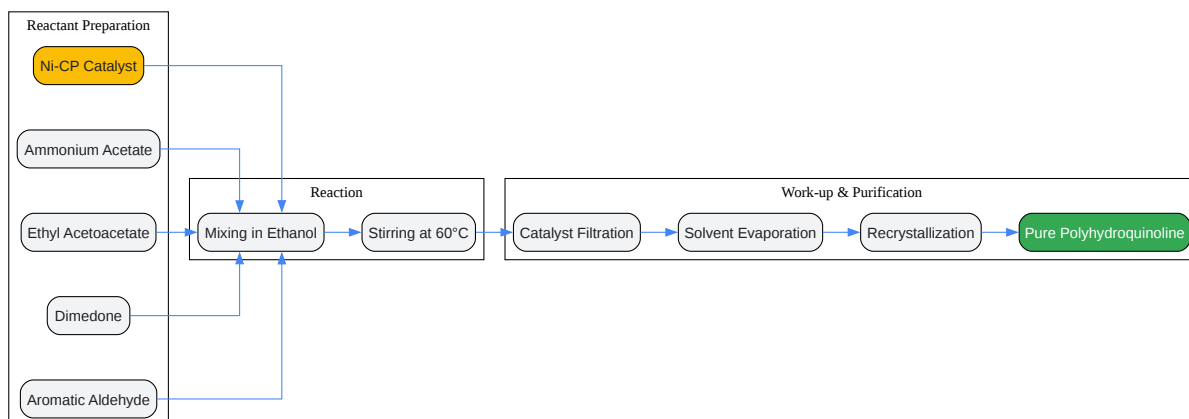 Reactant Preparation
Ni-CP Catalyst
Ammonium Acetate
Ethyl Acetoacetate
Dimedone
Aromatic Aldehyde
Reaction
Mixing in Ethanol
Stirring at 60°C
Work-up & Purification
Catalyst Filtration
Solvent Evaporation
Recrystallization
Pure Polyhydroquinoline